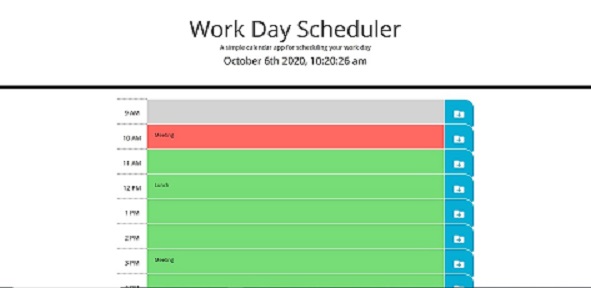 Work Day Scheduler
A simple calendar app for scheduling your work day
October 6th 2020, 10:20:26 am
9 AM
10 AM Meeting
11 AM
12 PM Lunch
1 PM
2 PM
3 PM Meeting